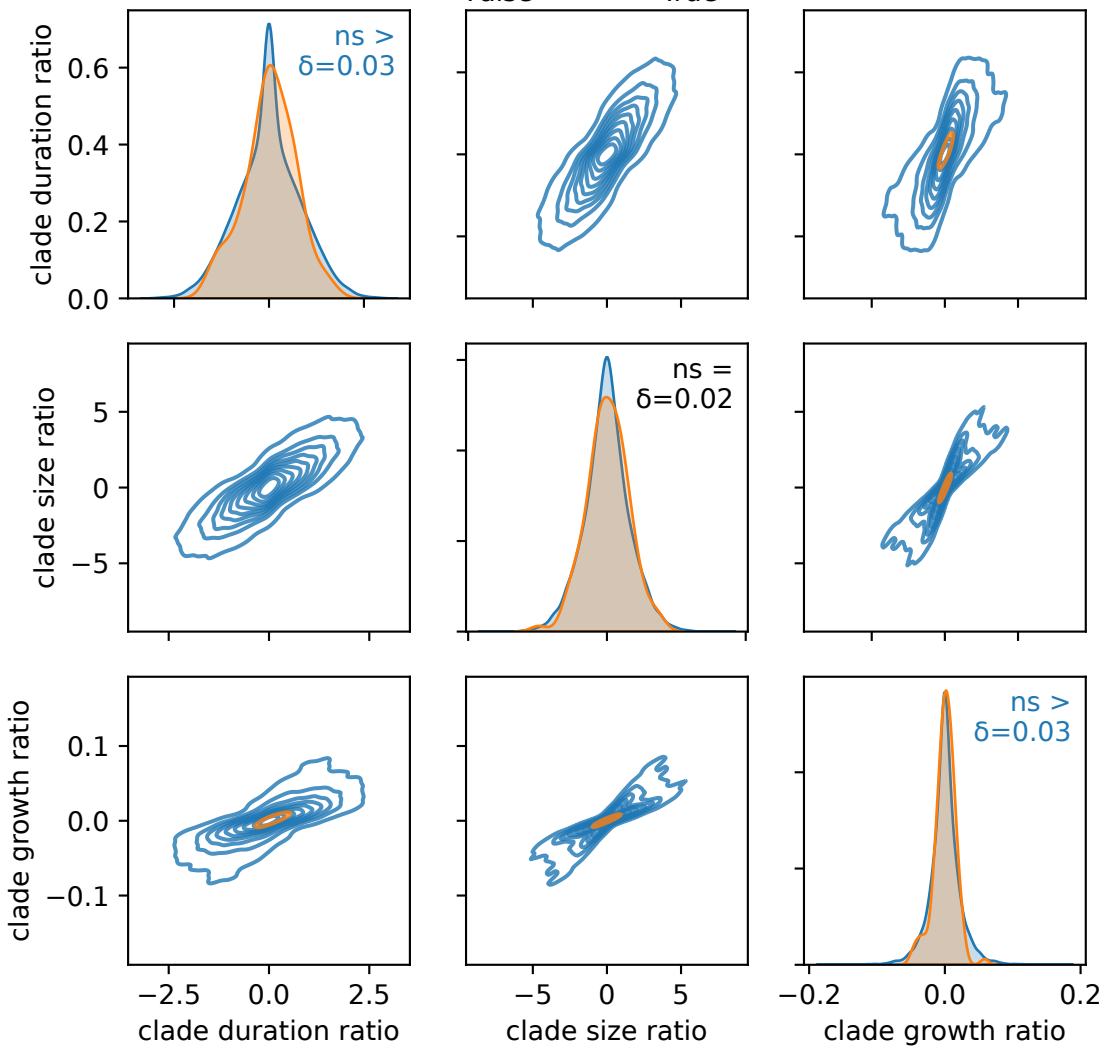 clade duration ratio
0.6
0.4
0.2
0.0
ns >
δ=0.03
−5
0
5
clade size ratio
5
0
−5
ns =
δ=0.02
clade growth ratio
0.1
0.0
−0.1
ns >
δ=0.03
−2.5
0.0
2.5
−5
0
5
−0.2
0.0
0.2
clade duration ratio
clade size ratio
clade growth ratio